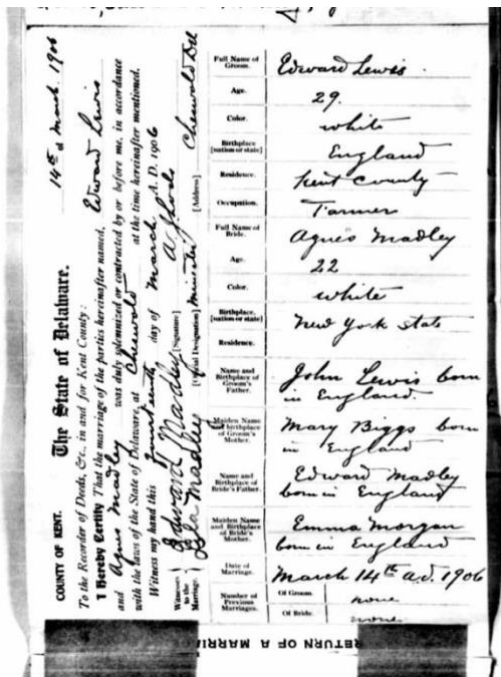 COUNTY OF KENT.
The State of Delaware.
14th of March. 1906
To the Recorder of Deeds, &c., in and for Kent County:
I Hereby Certify That the marriage of the parties hereinafter named, Edward Lewis
and Agnes Madley was duly solemnized or contracted by or before me, in accordance
with the laws of the State of Delaware, at Cheswold at the time hereinafter mentioned.
Witness my hand this fourteenth day of March A. D. 1906
Witnesses to the Marriage.
Edward Madley
Madley
[Signature]
[Official Designation] Minister
[Address] Cheswold Del
Full Name of Groom. Edward Lewis
Age. 29.
Color. white
Birthplace [nation or state] England
Residence. Kent County
Occupation. Farmer
Full Name of Bride. Agnes Madley
Age. 22
Color. white
Birthplace. [nation or state] New York State
Residence.
Name and Birthplace of Groom's Father. John Lewis born in England
Maiden Name and Birthplace of Groom's Mother. Mary Biggs born in England
Name and Birthplace of Bride's Father. Edward Madley born in England
Maiden Name and Birthplace of Bride's Mother. Emma Morgan born in England
Date of Marriage. March 14th A.D. 1906
Number of Previous Marriages. Of Groom. none
Of Bride. none
RETURN OF A MARRIA